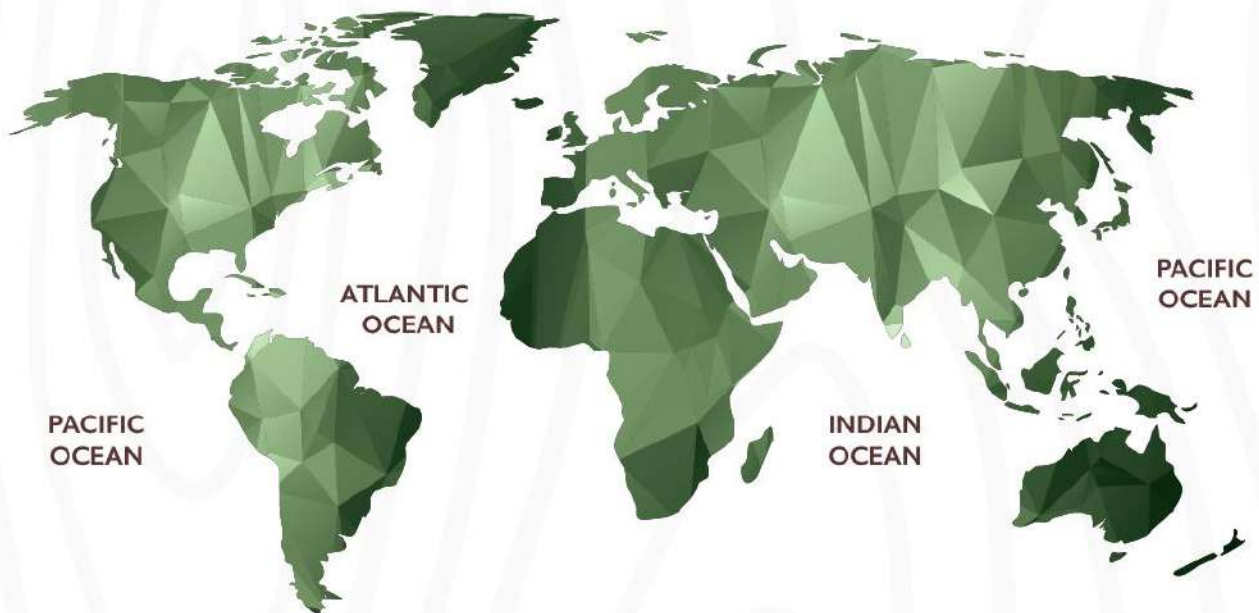 ATLANTIC
OCEAN
PACIFIC
OCEAN
PACIFIC
OCEAN
INDIAN
OCEAN